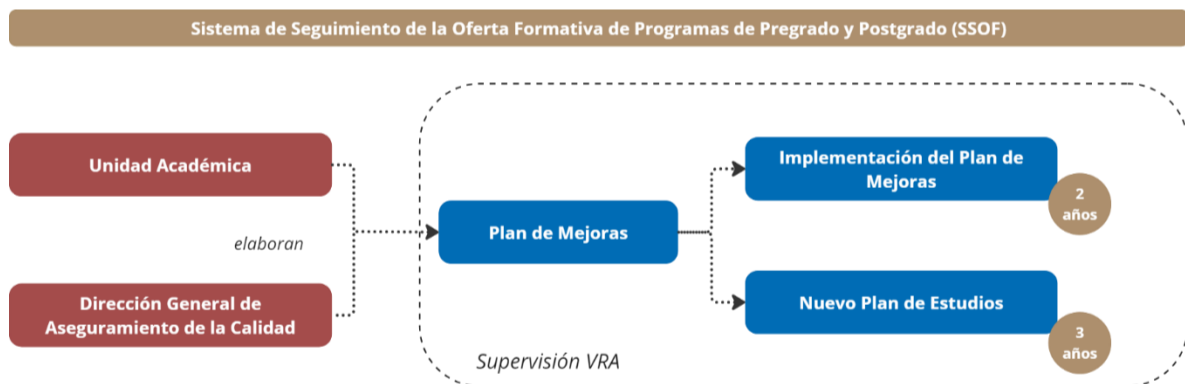 Sistema de Seguimiento de la Oferta Formativa de Programas de Pregrado y Postgrado (SSOF)
Unidad Académica
elaboran
Dirección General de
Aseguramiento de la Calidad
Plan de Mejoras
Implementación del Plan de
Mejoras
2
años
Nuevo Plan de Estudios
3
años
Supervisión VRA